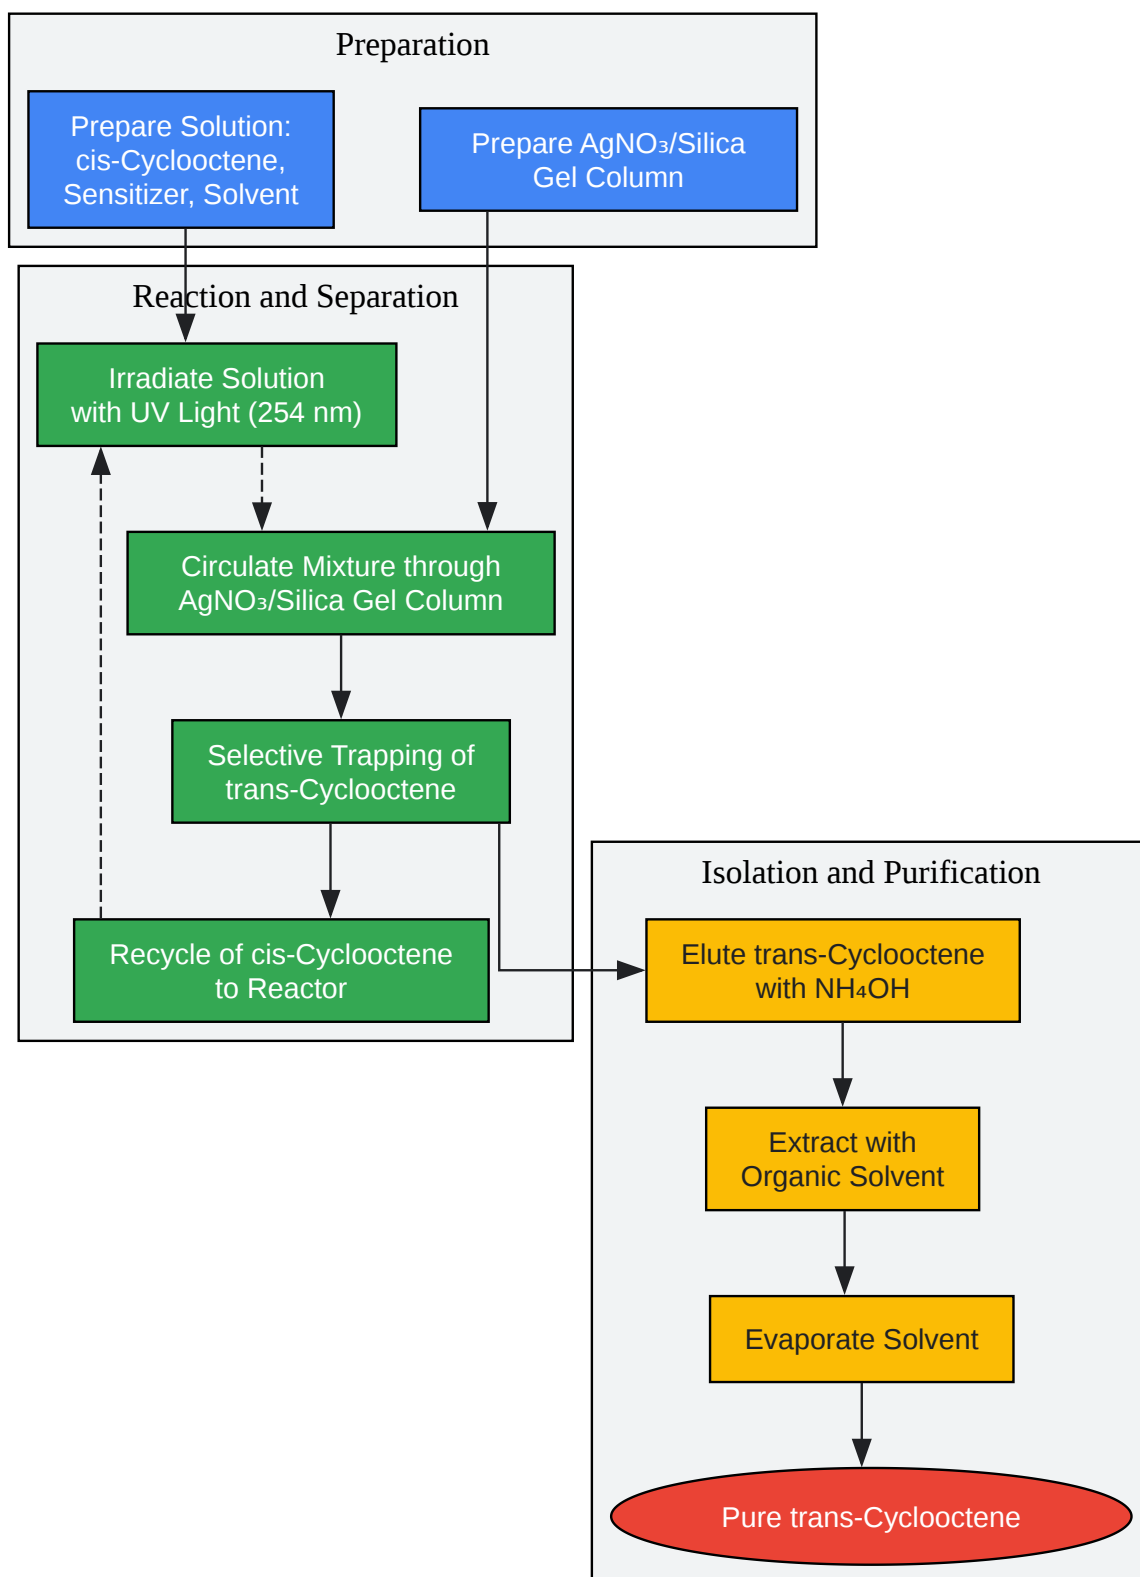 Preparation
Prepare Solution:
cis-Cyclooctene,
Sensitizer, Solvent
Prepare AgNO₃/Silica
Gel Column
Reaction and Separation
Irradiate Solution
with UV Light (254 nm)
Circulate Mixture through
AgNO₃/Silica Gel Column
Selective Trapping of
trans-Cyclooctene
Recycle of cis-Cyclooctene
to Reactor
Isolation and Purification
Elute trans-Cyclooctene
with NH₄OH
Extract with
Organic Solvent
Evaporate Solvent
Pure trans-Cyclooctene